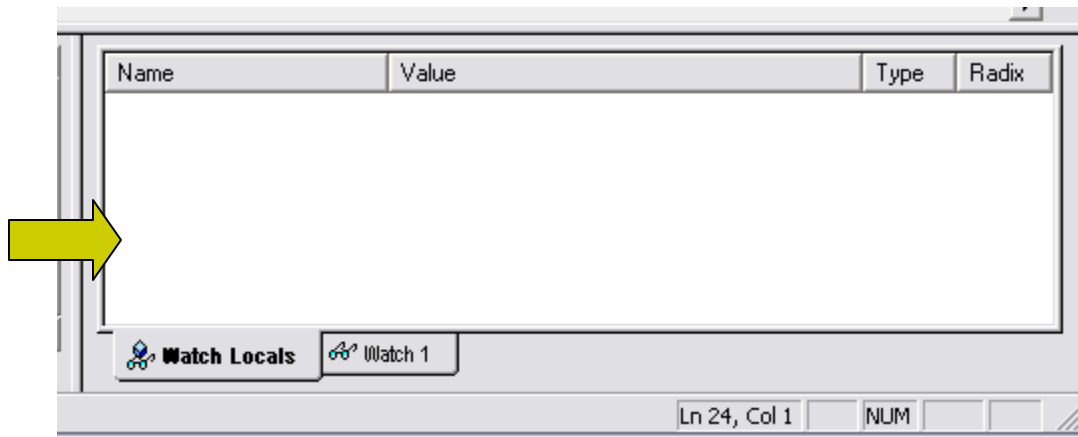 Name Value Type Radix
Watch Locals Watch 1
Ln 24, Col 1 NUM